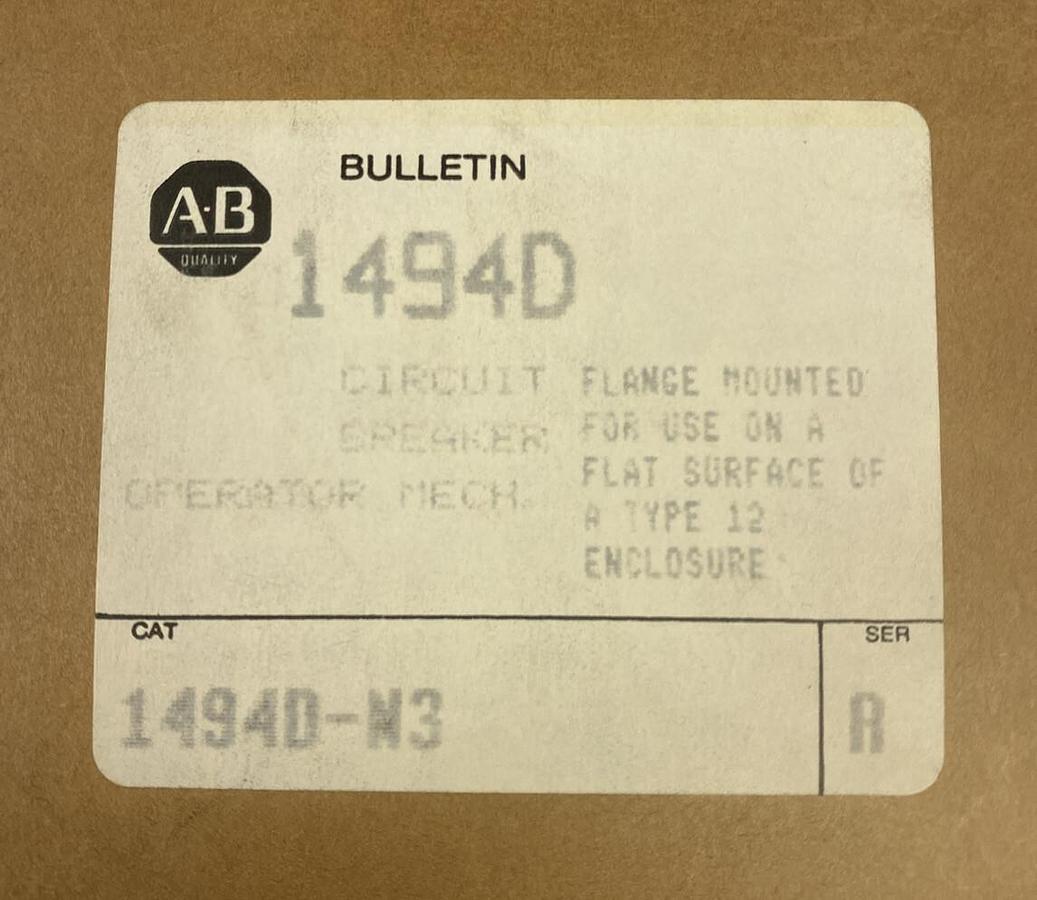 A·B
QUALITY
BULLETIN
1494D
CIRCUIT
BREAKER
OPERATOR MECH.
FLANGE MOUNTED
FOR USE ON A
FLAT SURFACE OF
A TYPE 12
ENCLOSURE
CAT
1494D-N3
SER
A